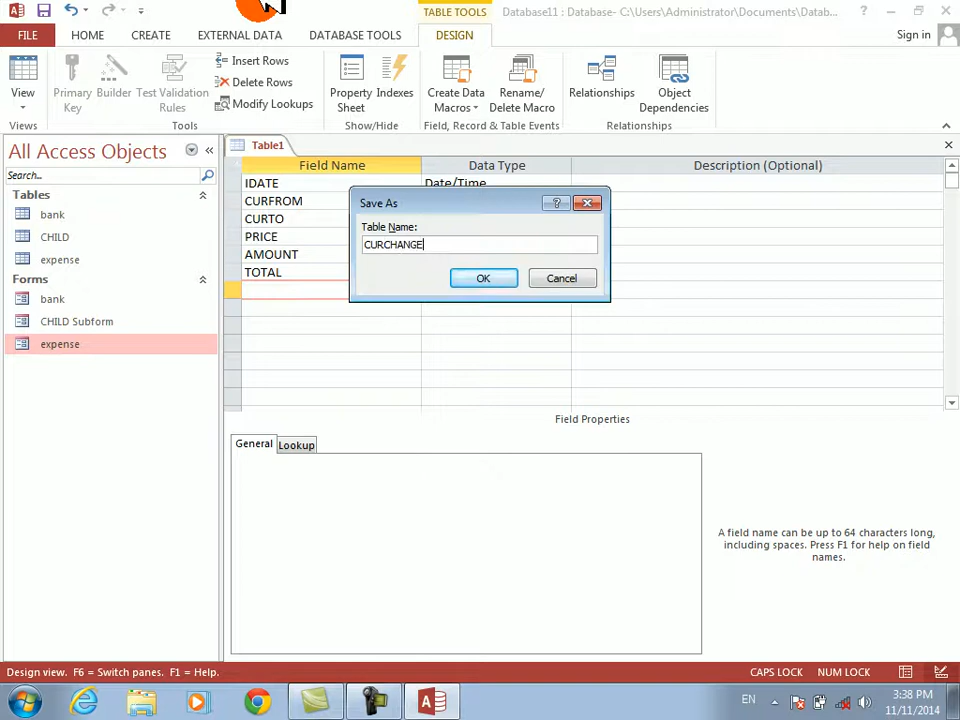 TABLE TOOLS
Database11 : Database- C:\Users\Administrator\Documents\Datab...
FILE HOME CREATE EXTERNAL DATA DATABASE TOOLS DESIGN Sign in
View
Primary Key
Builder
Test Validation Rules
Insert Rows
Delete Rows
Modify Lookups
Property Sheet
Indexes
Create Data Macros
Rename/ Delete Macro
Relationships
Object Dependencies
Views Tools Show/Hide Field, Record & Table Events Relationships
All Access Objects
Search...
Tables
bank
CHILD
expense
Forms
bank
CHILD Subform
expense
Table1
Field Name Data Type Description (Optional)
IDATE Date/Time
CURFROM
CURTO
PRICE
AMOUNT
TOTAL
Save As
Table Name:
CURCHANGE
OK Cancel
Field Properties
General Lookup
A field name can be up to 64 characters long,
including spaces. Press F1 for help on field
names.
Design view. F6 = Switch panes. F1 = Help. CAPS LOCK NUM LOCK
EN
3:38 PM
11/11/2014